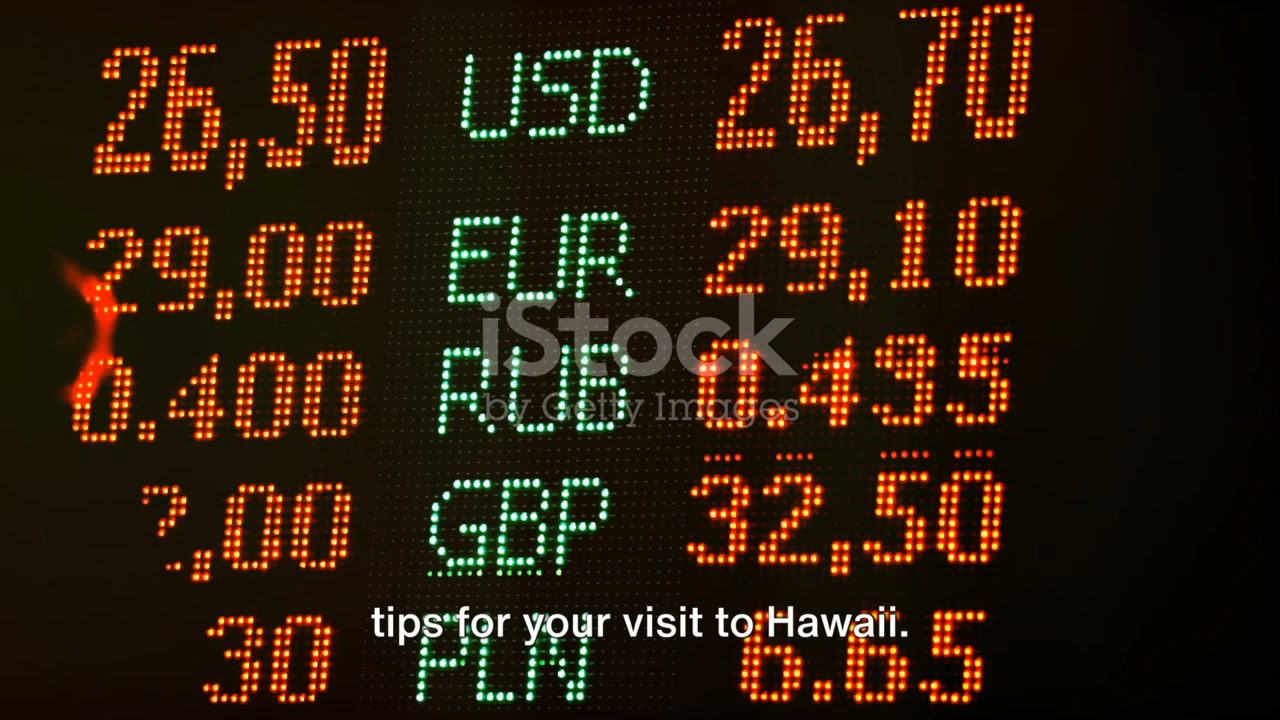 26,50 USD 26,70
29,00 EUR 29,10
iStock
0.400 RUB 0.495
by Getty Images
,00 GBP 32,50
tips for your visit to Hawaii.
30 PLN 6.65